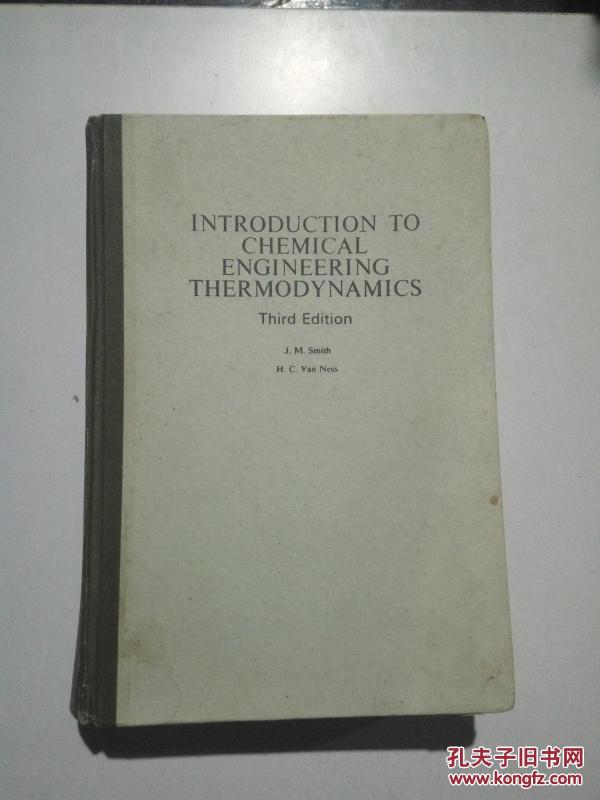 INTRODUCTION TO
CHEMICAL
ENGINEERING
THERMODYNAMICS
Third Edition
J. M. Smith
H. C. Van Ness
孔夫子旧书网
www.kongfz.com